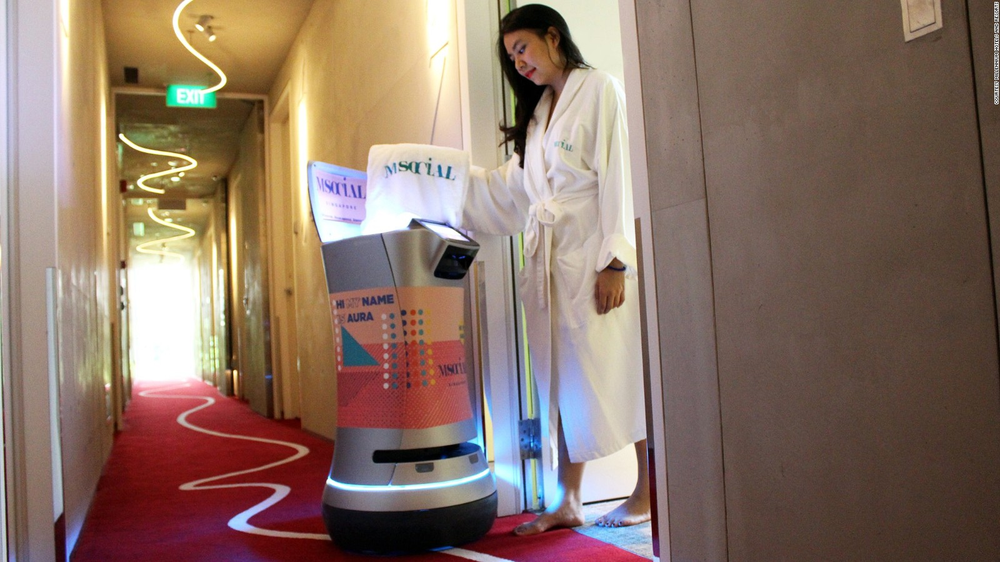 COURTESY MILLENNIUM HOTELS AND RESORTS
EXIT
MSOCIAL
MSOCIAL
SINGAPORE
MSOCIAL
HI MY NAME
IS AURA
MSOCIAL